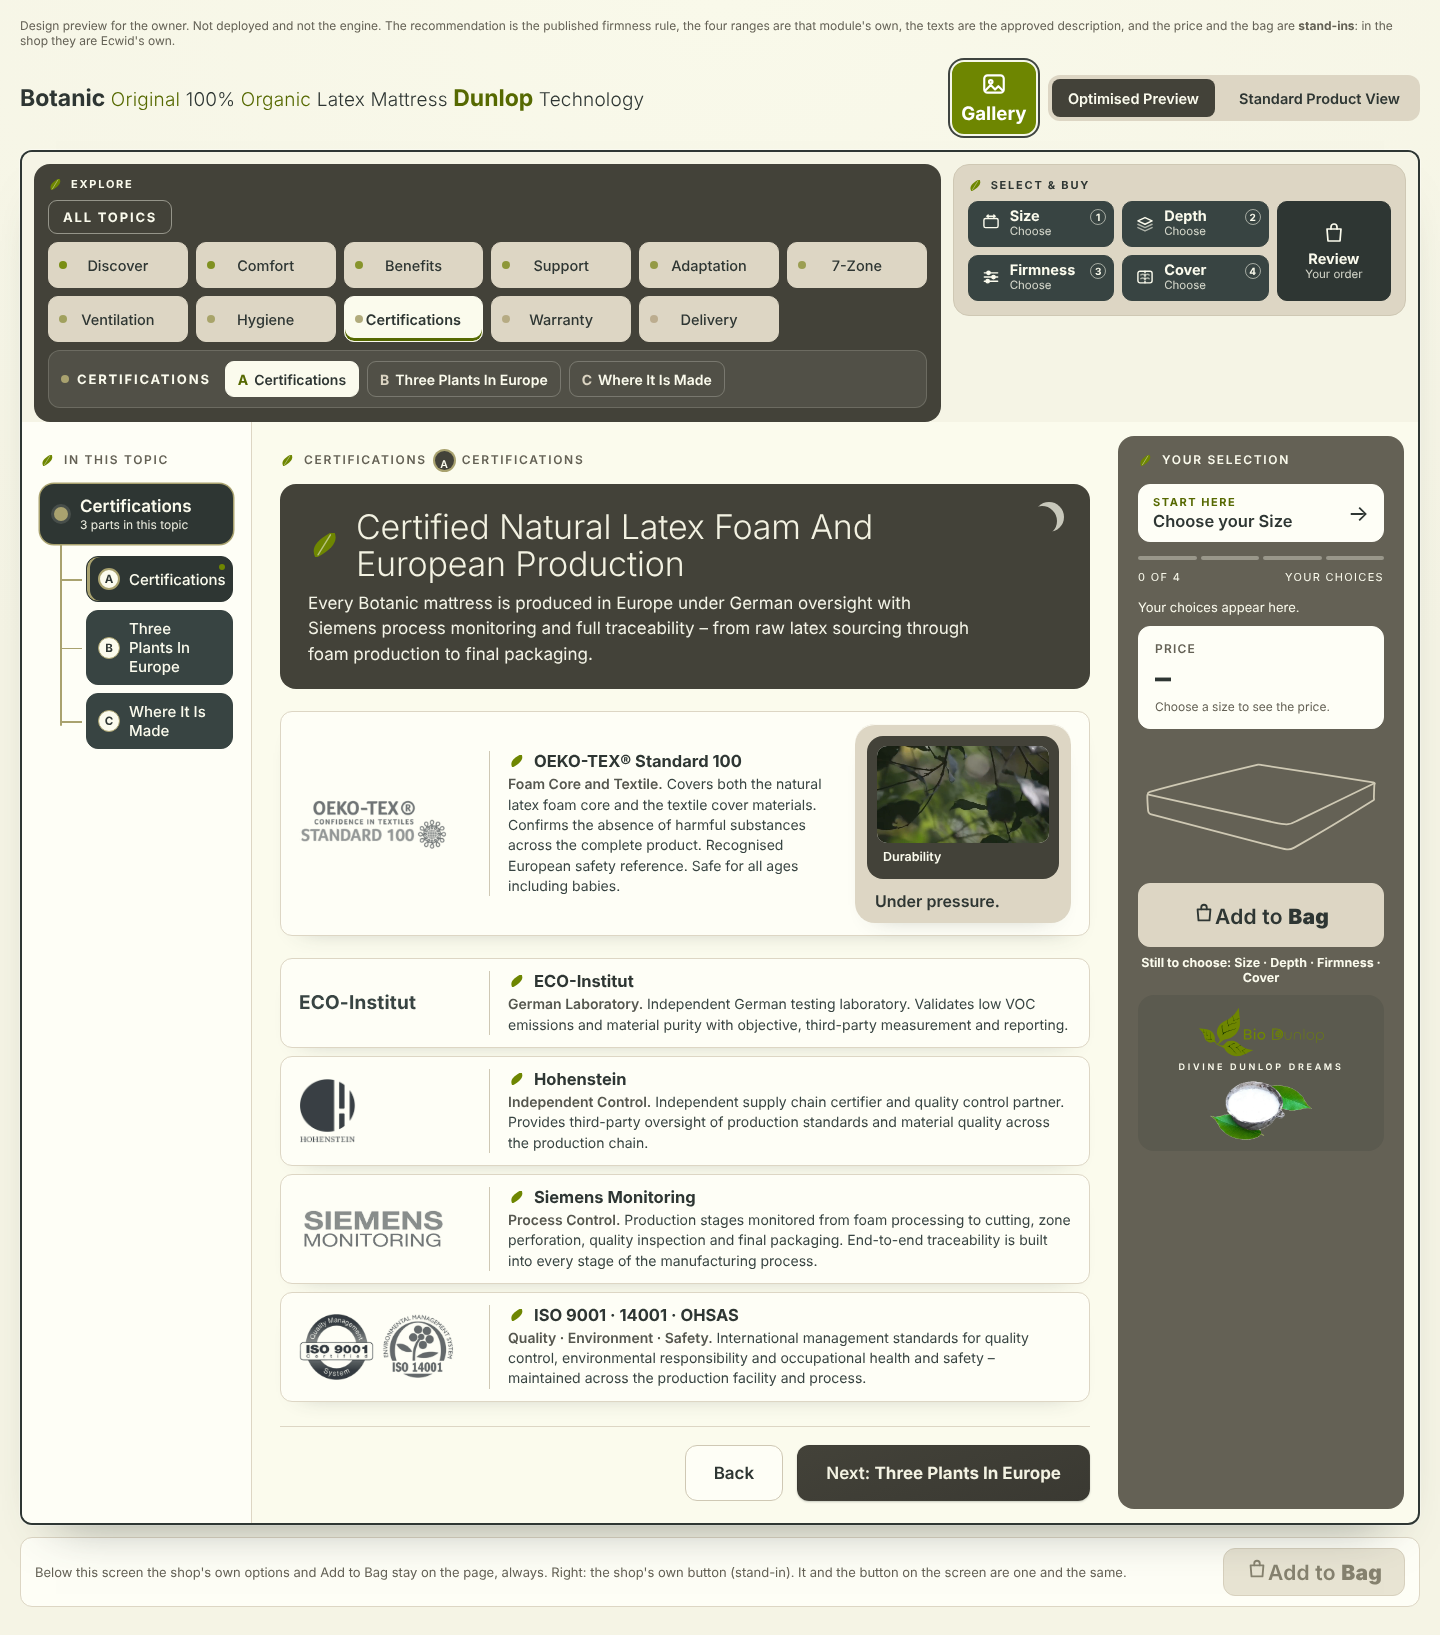 Design preview for the owner. Not deployed and not the engine. The recommendation is the published firmness rule, the four ranges are that module's own, the texts are the approved description, and the price and the bag are stand-ins: in the
shop they are Ecwid's own.
Botanic Original 100% Organic Latex Mattress Dunlop Technology
Gallery
Optimised Preview
Standard Product View
EXPLORE
ALL TOPICS
Discover
Comfort
Benefits
Support
Adaptation
7-Zone
Ventilation
Hygiene
Certifications
Warranty
Delivery
CERTIFICATIONS
A Certifications
B Three Plants In Europe
C Where It Is Made
SELECT & BUY
Size
Choose
1
Depth
Choose
2
Firmness
Choose
3
Cover
Choose
4
Review
Your order
IN THIS TOPIC
Certifications
3 parts in this topic
A Certifications
B Three
Plants In
Europe
C Where It Is
Made
CERTIFICATIONS A CERTIFICATIONS
Certified Natural Latex Foam And
European Production
Every Botanic mattress is produced in Europe under German oversight with
Siemens process monitoring and full traceability – from raw latex sourcing through
foam production to final packaging.
OEKO-TEX®
CONFIDENCE IN TEXTILES
STANDARD 100
OEKO-TEX® Standard 100
Foam Core and Textile. Covers both the natural
latex foam core and the textile cover materials.
Confirms the absence of harmful substances
across the complete product. Recognised
European safety reference. Safe for all ages
including babies.
Durability
Under pressure.
ECO-Institut
ECO-Institut
German Laboratory. Independent German testing laboratory. Validates low VOC
emissions and material purity with objective, third-party measurement and reporting.
HOHENSTEIN
Hohenstein
Independent Control. Independent supply chain certifier and quality control partner.
Provides third-party oversight of production standards and material quality across
the production chain.
SIEMENS
MONITORING
Siemens Monitoring
Process Control. Production stages monitored from foam processing to cutting, zone
perforation, quality inspection and final packaging. End-to-end traceability is built
into every stage of the manufacturing process.
Quality Management
ISO 9001
Certified
System
ENVIRONMENTAL MANAGEMENT SYSTEM
ISO 14001
ISO 9001 · 14001 · OHSAS
Quality · Environment · Safety. International management standards for quality
control, environmental responsibility and occupational health and safety –
maintained across the production facility and process.
Back
Next: Three Plants In Europe
YOUR SELECTION
START HERE
Choose your Size
0 OF 4
YOUR CHOICES
Your choices appear here.
PRICE
–
Choose a size to see the price.
Add to Bag
Still to choose: Size · Depth · Firmness ·
Cover
Bio Dunlop
DIVINE DUNLOP DREAMS
Below this screen the shop's own options and Add to Bag stay on the page, always. Right: the shop's own button (stand-in). It and the button on the screen are one and the same.
Add to Bag